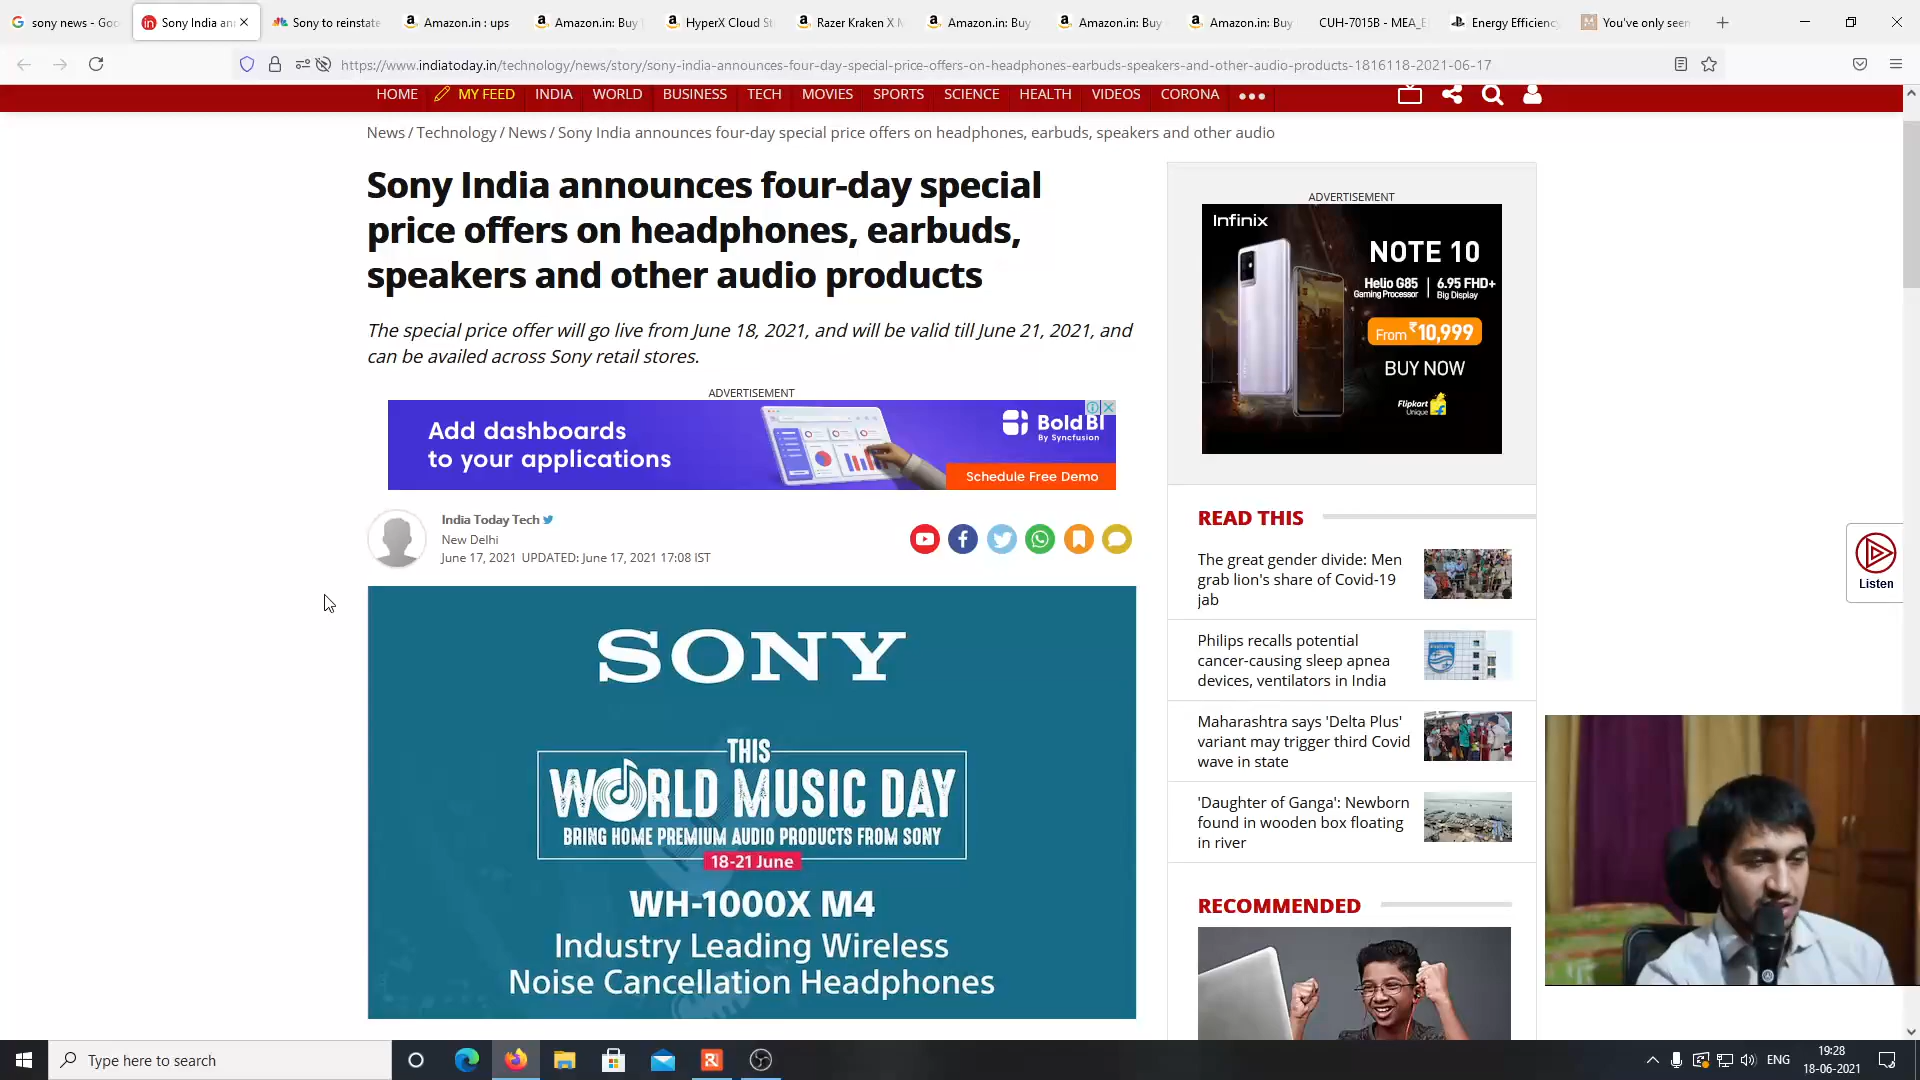 sony news - Goo
Sony India ann
Sony to reinstate
Amazon.in : ups
Amazon.in: Buy
HyperX Cloud St
Razer Kraken X M
Amazon.in: Buy
Amazon.in: Buy
Amazon.in: Buy
CUH-7015B - MEA_E
Energy Efficiency
You've only seen
https://www.indiatoday.in/technology/news/story/sony-india-announces-four-day-special-price-offers-on-headphones-earbuds-speakers-and-other-audio-products-1816118-2021-06-17
HOME MY FEED INDIA WORLD BUSINESS TECH MOVIES SPORTS SCIENCE HEALTH VIDEOS CORONA
News / Technology / News / Sony India announces four-day special price offers on headphones, earbuds, speakers and other audio
Sony India announces four-day special
price offers on headphones, earbuds,
speakers and other audio products
The special price offer will go live from June 18, 2021, and will be valid till June 21, 2021, and
can be availed across Sony retail stores.
ADVERTISEMENT
Add dashboards
to your applications
Bold BI
By Syncfusion
Schedule Free Demo
India Today Tech
New Delhi
June 17, 2021 UPDATED: June 17, 2021 17:08 IST
SONY
THIS
WORLD MUSIC DAY
BRING HOME PREMIUM AUDIO PRODUCTS FROM SONY
18-21 June
WH-1000X M4
Industry Leading Wireless
Noise Cancellation Headphones
ADVERTISEMENT
Infinix
NOTE 10
Helio G85
Gaming Processor
6.95 FHD+
Big Display
From ₹10,999
BUY NOW
Flipkart
Unique
READ THIS
The great gender divide: Men
grab lion's share of Covid-19
jab
Philips recalls potential
cancer-causing sleep apnea
devices, ventilators in India
Maharashtra says 'Delta Plus'
variant may trigger third Covid
wave in state
'Daughter of Ganga': Newborn
found in wooden box floating
in river
RECOMMENDED
Listen
Type here to search
ENG
19:28
18-06-2021